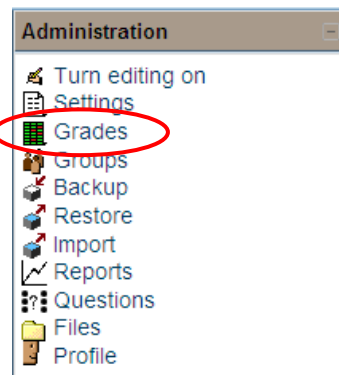 Administration
Turn editing on
Settings
Grades
Groups
Backup
Restore
Import
Reports
Questions
Files
Profile